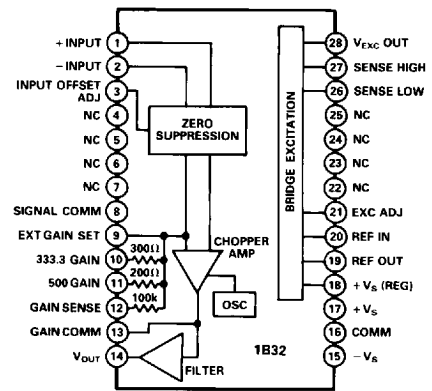 + INPUT 1
- INPUT 2
INPUT OFFSET
ADJ 3
NC 4
NC 5
NC 6
NC 7
SIGNAL COMM 8
EXT GAIN SET 9
333.3 GAIN 10 300Ω
500 GAIN 11 200Ω
GAIN SENSE 12 100k
GAIN COMM 13
VOUT 14
ZERO
SUPPRESSION
CHOPPER
AMP
OSC
FILTER
1B32
BRIDGE EXCITATION
28 VEXC OUT
27 SENSE HIGH
26 SENSE LOW
25 NC
24 NC
23 NC
22 NC
21 EXC ADJ
20 REF IN
19 REF OUT
18 + VS (REG)
17 + VS
16 COMM
15 - VS